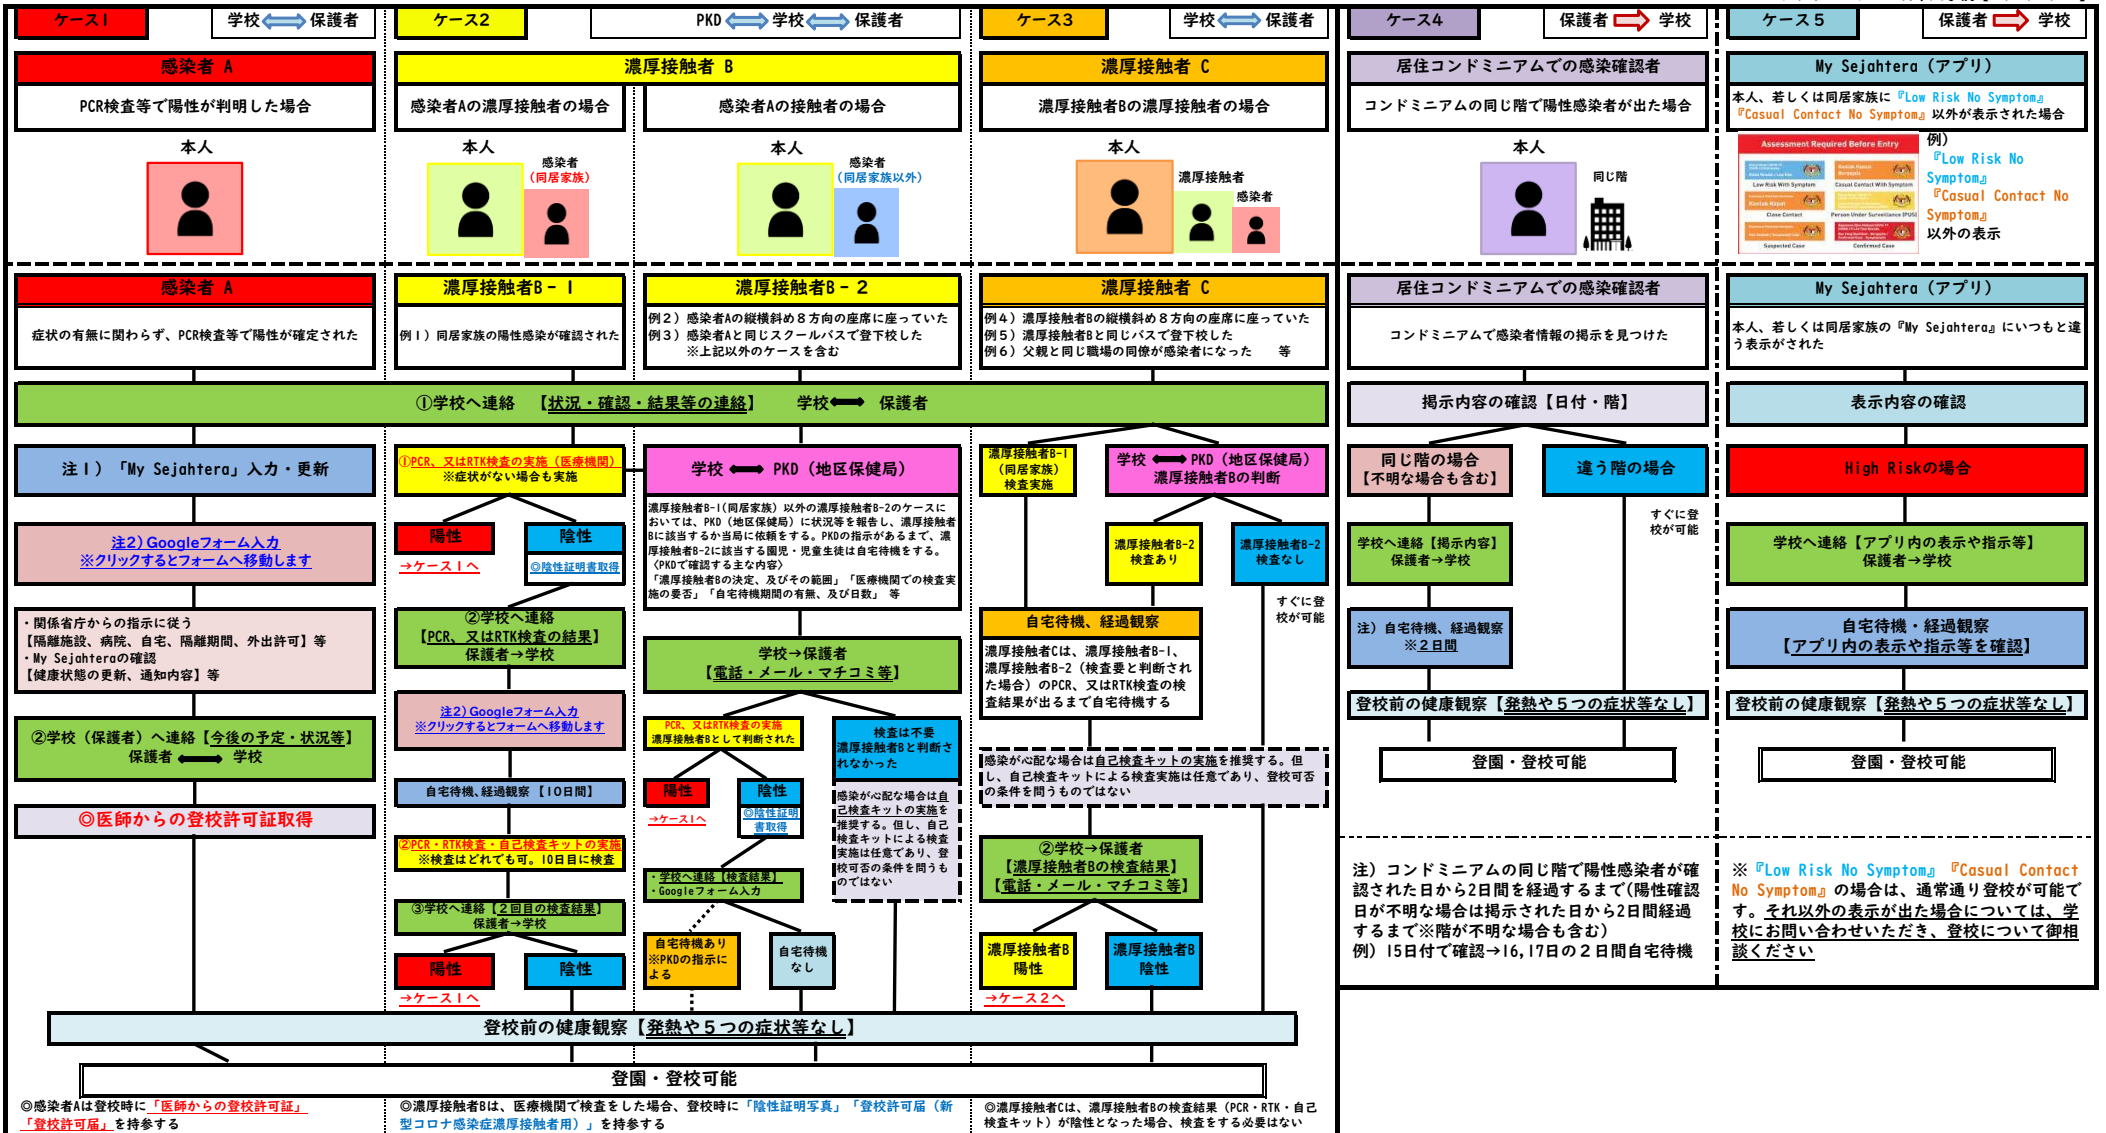 ケース1
学校 保護者
ケース2
PKD 学校 保護者
ケース3
学校 保護者
ケース4
保護者 学校
ケース5
保護者 学校
感染者 A
PCR検査等で陽性が判明した場合
本人
濃厚接触者 B
感染者Aの濃厚接触者の場合
本人
感染者
(同居家族)
感染者Aの接触者の場合
本人
感染者
(同居家族以外)
濃厚接触者 C
濃厚接触者Bの濃厚接触者の場合
本人
濃厚接触者
感染者
居住コンドミニアムでの感染確認者
コンドミニアムの同じ階で陽性感染者が出た場合
本人
同じ階
My Sejahtera（アプリ）
本人、若しくは同居家族に『Low Risk No Symptom』
『Casual Contact No Symptom』以外が表示された場合
Assessment Required Before Entry
Low Risk With Symptom
Casual Contact With Symptom
Close Contact
Person Under Surveillance (PUS)
Suspected Case
Confirmed Case
例）
『Low Risk No
Symptom』
『Casual Contact No
Symptom』
以外の表示
感染者 A
症状の有無に関わらず、PCR検査等で陽性が確定された
濃厚接触者B-1
例1）同居家族の陽性感染が確認された
濃厚接触者B-2
例2）感染者Aの縦横斜め8方向の座席に座っていた
例3）感染者Aと同じスクールバスで登下校した
※上記以外のケースを含む
濃厚接触者 C
例4）濃厚接触者Bの縦横斜め8方向の座席に座っていた
例5）濃厚接触者Bと同じバスで登下校した
例6）父親と同じ職場の同僚が感染者になった 等
居住コンドミニアムでの感染確認者
コンドミニアムで感染者情報の掲示を見つけた
My Sejahtera（アプリ）
本人、若しくは同居家族の『My Sejahtera』にいつもと違
う表示がされた
①学校へ連絡 【状況・確認・結果等の連絡】 学校⟷ 保護者
掲示内容の確認【日付・階】
表示内容の確認
注1）「My Sejahtera」入力・更新
注2）Googleフォーム入力
※クリックするとフォームへ移動します
・関係省庁からの指示に従う
【隔離施設、病院、自宅、隔離期間、外出許可】等
・My Sejahteraの確認
【健康状態の更新、通知内容】等
②学校（保護者）へ連絡【今後の予定・状況等】
保護者 ⟷ 学校
◎医師からの登校許可証取得
①PCR、又はRTK検査の実施（医療機関）
※症状がない場合も実施
陽性
→ケース1へ
陰性
◎陰性証明書取得
②学校へ連絡
【PCR、又はRTK検査の結果】
保護者→学校
注2）Googleフォーム入力
※クリックするとフォームへ移動します
自宅待機、経過観察 【10日間】
②PCR・RTK検査・自己検査キットの実施
※検査はどれでも可。10日目に検査
③学校へ連絡【2回目の検査結果】
保護者→学校
陽性
→ケース1へ
陰性
学校 ⟷ PKD（地区保健局）
濃厚接触者B-1(同居家族）以外の濃厚接触者B-2のケースに
おいては、PKD（地区保健局）に状況等を報告し、濃厚接触者
Bに該当するか当局に依頼をする。PKDの指示があるまで、濃
厚接触者B-2に該当する園児・児童生徒は自宅待機をする。
〈PKDで確認する主な内容〉
「濃厚接触者Bの決定、及びその範囲」「医療機関での検査実
施の要否」「自宅待機期間の有無、及び日数」 等
学校→保護者
【電話・メール・マチコミ等】
PCR、又はRTK検査の実施
濃厚接触者Bとして判断された
陽性
→ケース1へ
陰性
◎陰性証明
書取得
・学校へ連絡【検査結果】
・Googleフォーム入力
自宅待機あり
※PKDの指示に
よる
自宅待機
なし
検査は不要
濃厚接触者Bと判断さ
れなかった
感染が心配な場合は自
己検査キットの実施を
推奨する。但し、自己
検査キットによる検査
実施は任意であり、登
校可否の条件を問うも
のではない
濃厚接触者B-1
(同居家族)
検査実施
学校 ⟷ PKD（地区保健局）
濃厚接触者Bの判断
濃厚接触者B-2
検査あり
濃厚接触者B-2
検査なし
すぐに登
校が可能
自宅待機、経過観察
濃厚接触者Cは、濃厚接触者B-1、
濃厚接触者B-2（検査要と判断され
た場合）のPCR、又はRTK検査の検
査結果が出るまで自宅待機する
感染が心配な場合は自己検査キットの実施を推奨する。但
し、自己検査キットによる検査実施は任意であり、登校可否
の条件を問うものではない
②学校→保護者
【濃厚接触者Bの検査結果】
【電話・メール・マチコミ等】
濃厚接触者B
陽性
→ケース2へ
濃厚接触者B
陰性
同じ階の場合
【不明な場合も含む】
違う階の場合
すぐに登
校が可能
学校へ連絡【掲示内容】
保護者→学校
注）自宅待機、経過観察
※2日間
登校前の健康観察【発熱や5つの症状等なし】
登園・登校可能
注）コンドミニアムの同じ階で陽性感染者が確
認された日から2日間を経過するまで(陽性確認
日が不明な場合は掲示された日から2日間経過
するまで※階が不明な場合も含む）
例）15日付で確認→16,17日の2日間自宅待機
High Riskの場合
学校へ連絡【アプリ内の表示や指示等】
保護者→学校
自宅待機・経過観察
【アプリ内の表示や指示等を確認】
登校前の健康観察【発熱や5つの症状等なし】
登園・登校可能
※『Low Risk No Symptom』『Casual Contact
No Symptom』の場合は、通常通り登校が可能で
す。それ以外の表示が出た場合については、学
校にお問い合わせいただき、登校について御相
談ください
登校前の健康観察【発熱や5つの症状等なし】
登園・登校可能
◎感染者Aは登校時に「医師からの登校許可証」
「登校許可届」を持参する
◎濃厚接触者Bは、医療機関で検査をした場合、登校時に「陰性証明写真」「登校許可届（新
型コロナ感染症濃厚接触者用）」を持参する
◎濃厚接触者Cは、濃厚接触者Bの検査結果（PCR・RTK・自己
検査キット）が陰性となった場合、検査をする必要はない